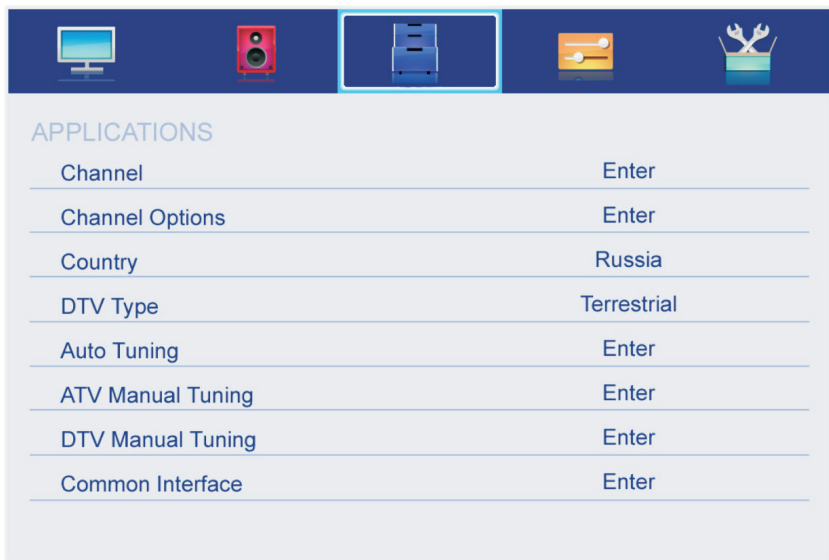 APPLICATIONS
Channel Enter
Channel Options Enter
Country Russia
DTV Type Terrestrial
Auto Tuning Enter
ATV Manual Tuning Enter
DTV Manual Tuning Enter
Common Interface Enter